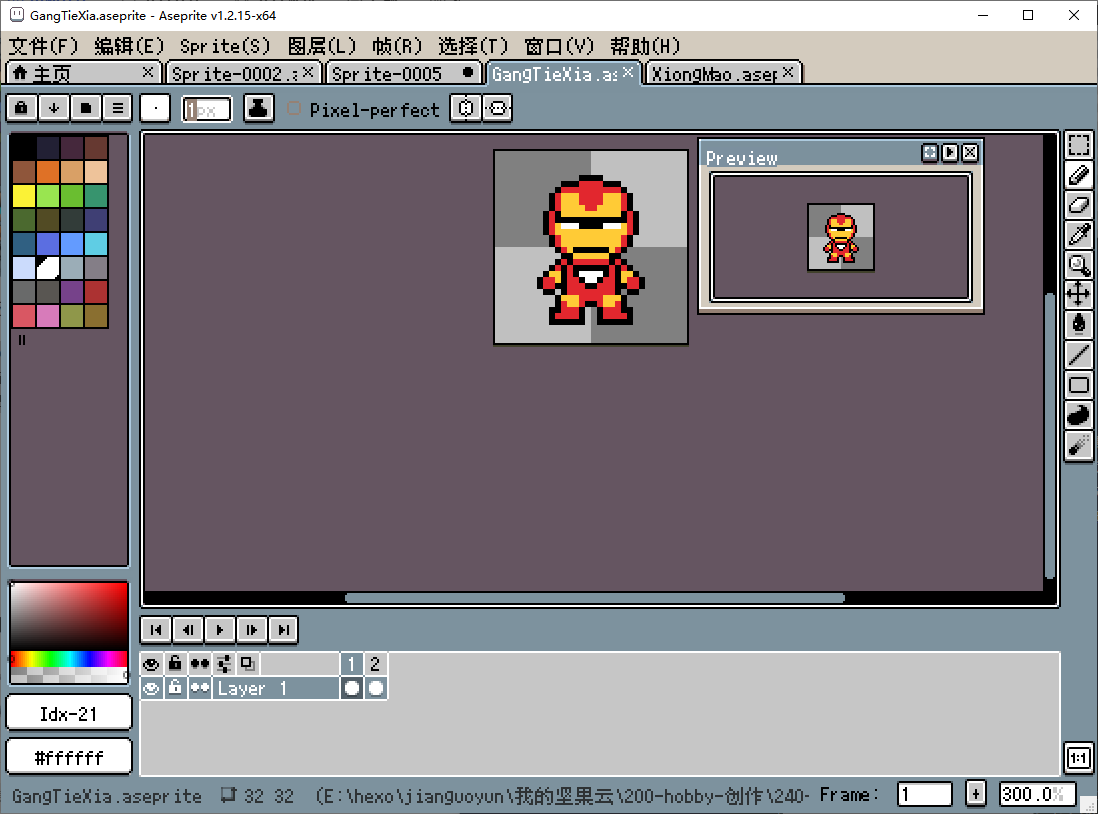 GangTieXia.aseprite - Aseprite v1.2.15-x64
文件(F) 编辑(E) Sprite(S) 图层(L) 帧(R) 选择(T) 窗口(V) 帮助(H)
主页 Sprite-0002. Sprite-0005 GangTieXia.as XiongMao.asep
1px Pixel-perfect
Preview
1 2
Layer 1
Idx-21
#ffffff
1:1
GangTieXia.aseprite 32 32 (E:\hexo\jianguoyun\我的坚果云\200-hobby-创作\240- Frame: 1 + 300.0%